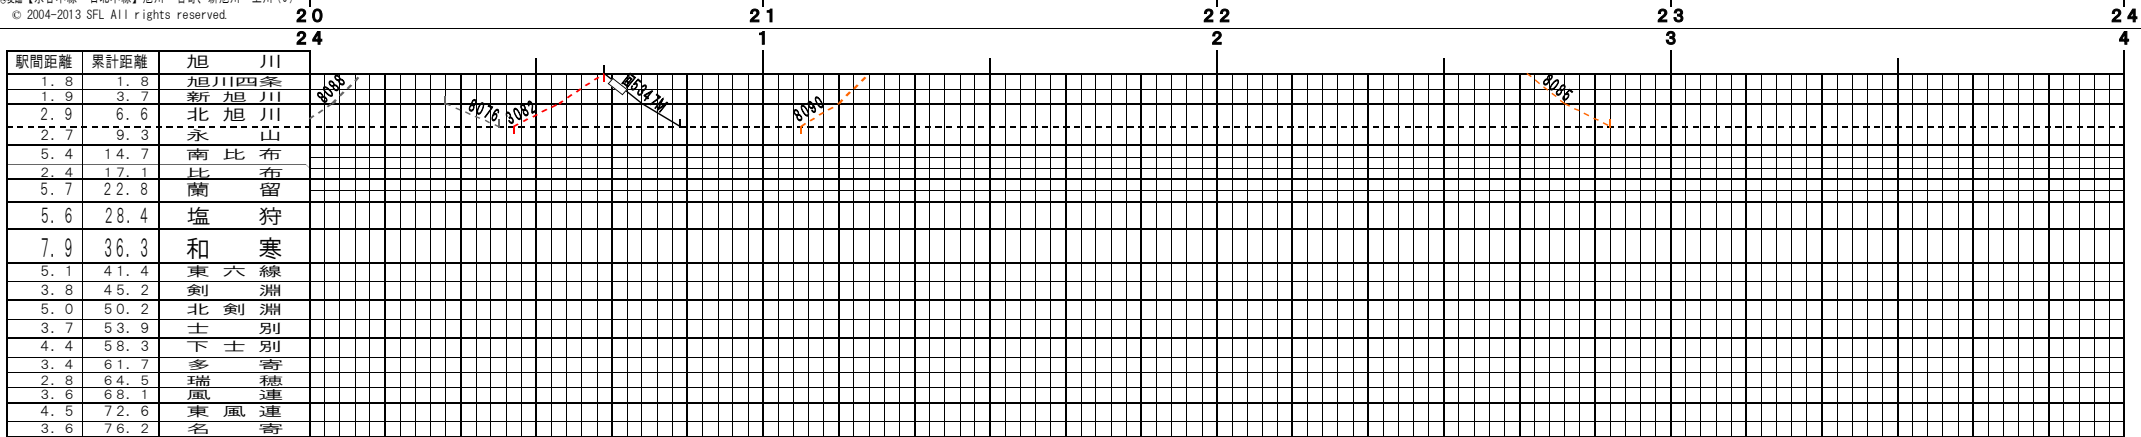 © 2004-2013 SFL All rights reserved.
20 21 22 23 24
24 1 2 3 4
駅間距離 累計距離 旭川
1.8 1.8 旭川四条
1.9 3.7 新旭川
2.9 6.6 北旭川
2.7 9.3 永山
5.4 14.7 南比布
2.4 17.1 比布
5.7 22.8 蘭留
5.6 28.4 塩狩
7.9 36.3 和寒
5.1 41.4 東六線
3.8 45.2 剣淵
5.0 50.2 北剣淵
3.7 53.9 士別
4.4 58.3 下士別
3.4 61.7 多寄
2.8 64.5 瑞穂
3.6 68.1 風連
4.5 72.6 東風連
3.6 76.2 名寄
8088
8076
3082
5347M
8090
8086